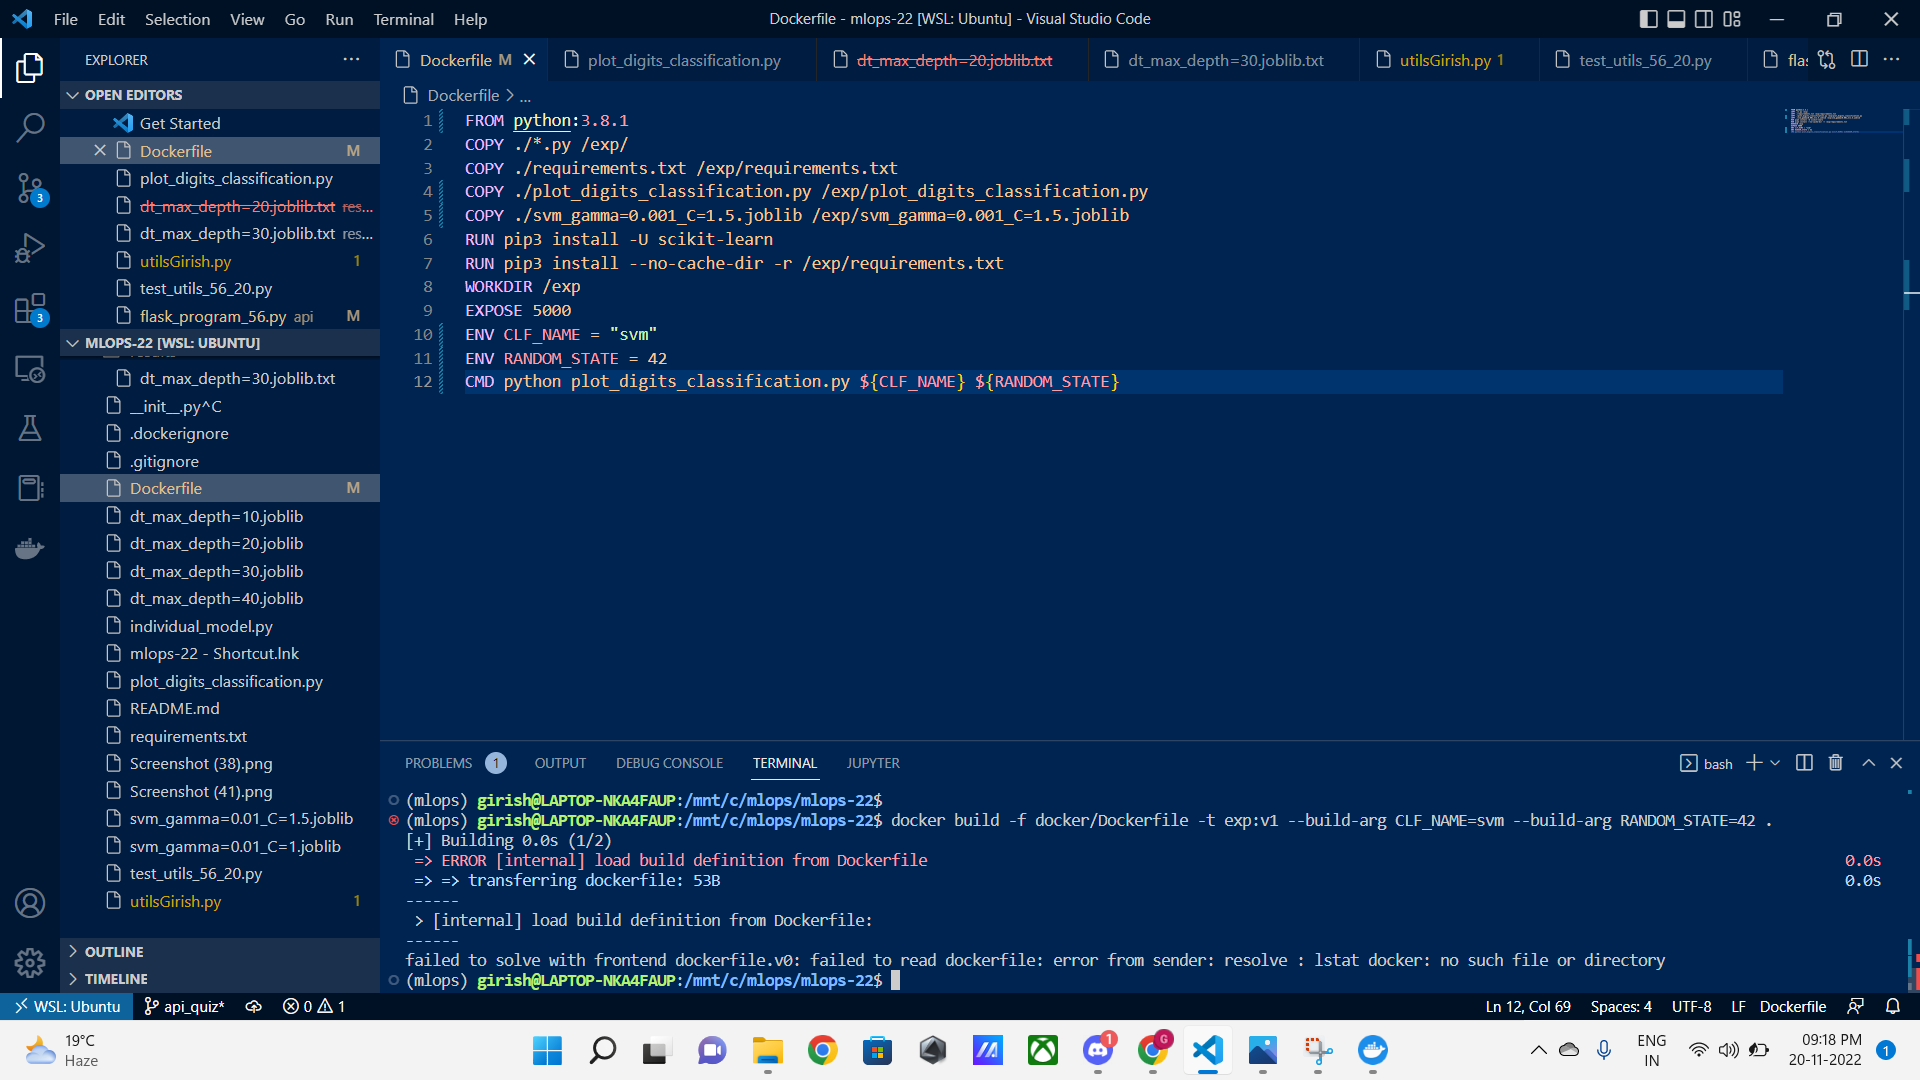 File Edit Selection View Go Run Terminal Help
Dockerfile - mlops-22 [WSL: Ubuntu] - Visual Studio Code
EXPLORER
OPEN EDITORS
Get Started
Dockerfile M
plot_digits_classification.py
dt_max_depth=20.joblib.txt res...
dt_max_depth=30.joblib.txt res...
utilsGirish.py 1
test_utils_56_20.py
flask_program_56.py api M
MLOPS-22 [WSL: UBUNTU]
dt_max_depth=30.joblib.txt
__init__.py^C
.dockerignore
.gitignore
Dockerfile M
dt_max_depth=10.joblib
dt_max_depth=20.joblib
dt_max_depth=30.joblib
dt_max_depth=40.joblib
individual_model.py
mlops-22 - Shortcut.lnk
plot_digits_classification.py
README.md
requirements.txt
Screenshot (38).png
Screenshot (41).png
svm_gamma=0.01_C=1.5.joblib
svm_gamma=0.01_C=1.joblib
test_utils_56_20.py
utilsGirish.py 1
OUTLINE
TIMELINE
3
3
Dockerfile M
plot_digits_classification.py
dt_max_depth=20.joblib.txt
dt_max_depth=30.joblib.txt
utilsGirish.py 1
test_utils_56_20.py
flas
Dockerfile > ...
1 FROM python:3.8.1
2 COPY ./*.py /exp/
3 COPY ./requirements.txt /exp/requirements.txt
4 COPY ./plot_digits_classification.py /exp/plot_digits_classification.py
5 COPY ./svm_gamma=0.001_C=1.5.joblib /exp/svm_gamma=0.001_C=1.5.joblib
6 RUN pip3 install -U scikit-learn
7 RUN pip3 install --no-cache-dir -r /exp/requirements.txt
8 WORKDIR /exp
9 EXPOSE 5000
10 ENV CLF_NAME = "svm"
11 ENV RANDOM_STATE = 42
12 CMD python plot_digits_classification.py ${CLF_NAME} ${RANDOM_STATE}
PROBLEMS 1 OUTPUT DEBUG CONSOLE TERMINAL JUPYTER
bash
(mlops) girish@LAPTOP-NKA4FAUP:/mnt/c/mlops/mlops-22$
(mlops) girish@LAPTOP-NKA4FAUP:/mnt/c/mlops/mlops-22$ docker build -f docker/Dockerfile -t exp:v1 --build-arg CLF_NAME=svm --build-arg RANDOM_STATE=42 .
[+] Building 0.0s (1/2)
=> ERROR [internal] load build definition from Dockerfile 0.0s
=> => transferring dockerfile: 53B 0.0s
------
> [internal] load build definition from Dockerfile:
------
failed to solve with frontend dockerfile.v0: failed to read dockerfile: error from sender: resolve : lstat docker: no such file or directory
(mlops) girish@LAPTOP-NKA4FAUP:/mnt/c/mlops/mlops-22$
WSL: Ubuntu api_quiz* 0 1
Ln 12, Col 69 Spaces: 4 UTF-8 LF Dockerfile
19°C
Haze
1
G
ENG
IN
09:18 PM
20-11-2022
1